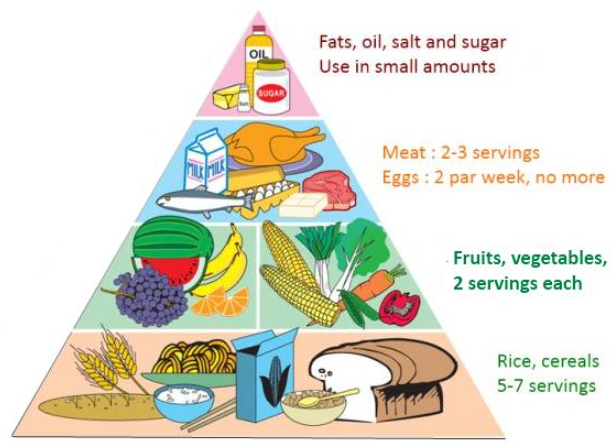 OIL
Salt
SUGAR
Fats, oil, salt and sugar
Use in small amounts
MILK MILK
Meat : 2-3 servings
Eggs : 2 par week, no more
Fruits, vegetables,
2 servings each
Rice, cereals
5-7 servings